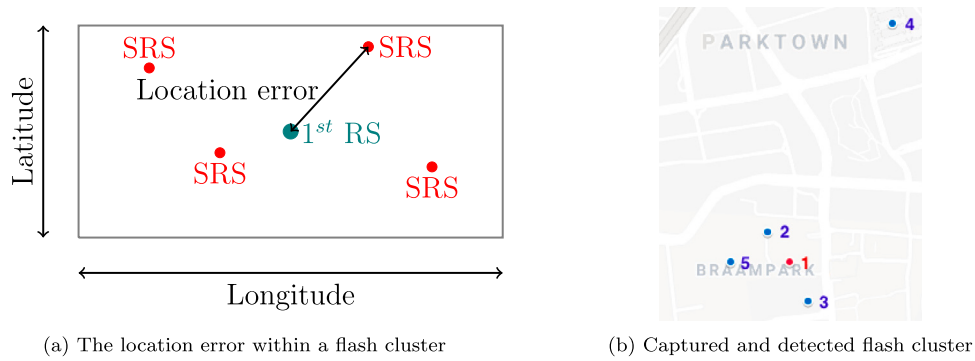 SRS
SRS
Location error
1st RS
SRS
SRS
Latitude
Longitude
(a) The location error within a flash cluster
4
PARKTOWN
2
5
BRAAMPARK
1
3
(b) Captured and detected flash cluster